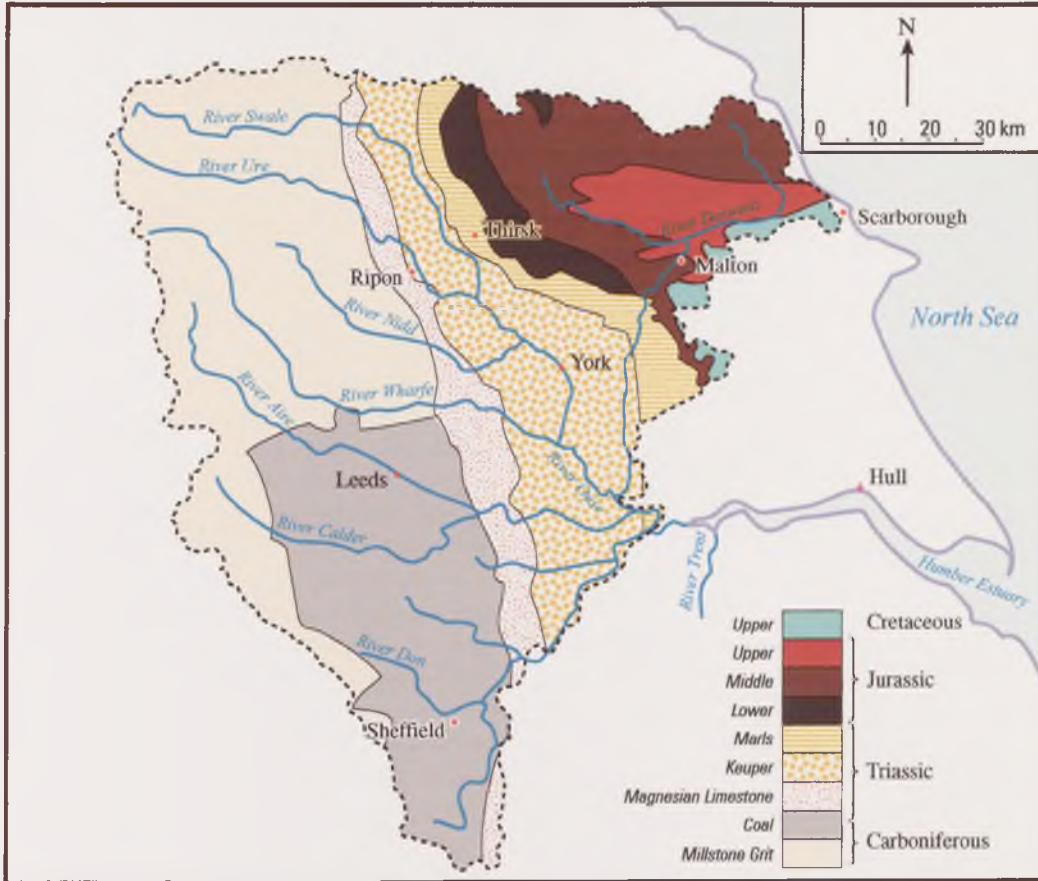 N
0 10 20 30 km
River Swale
River Ure
Thirsk
Scarborough
River Derwent
Malton
Ripon
North Sea
River Nidd
York
River Wharfe
River Aire
Leeds
River Ouse
Hull
River Calder
River Trent
Humber Estuary
River Don
Sheffield
Upper Cretaceous
Upper
Middle Jurassic
Lower
Marls
Keuper Triassic
Magnesian Limestone
Coal
Carboniferous
Millstone Grit